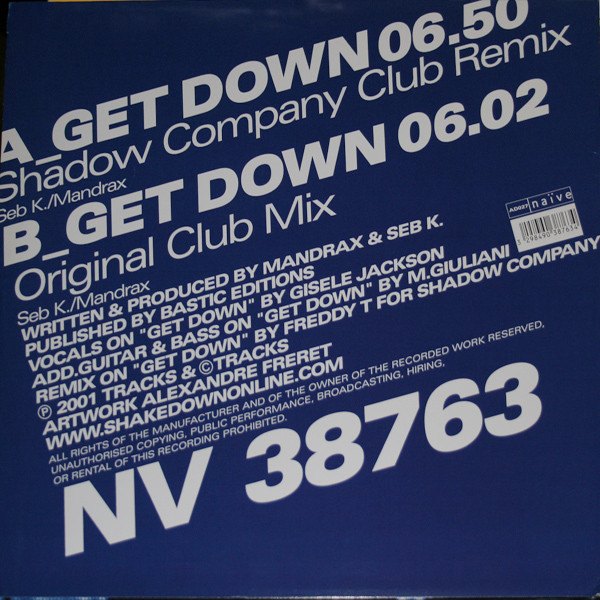 A_GET DOWN 06.50
Shadow Company Club Remix
Seb K./Mandrax
B_GET DOWN 06.02
Original Club Mix
Seb K./Mandrax
WRITTEN & PRODUCED BY MANDRAX & SEB K.
PUBLISHED BY BASTIC EDITIONS
VOCALS ON "GET DOWN" BY GISELE JACKSON
ADD.GUITAR & BASS ON "GET DOWN" BY M.GIULIANI
REMIX ON "GET DOWN" BY FREDDY T FOR SHADOW COMPANY
℗ 2001 TRACKS & ©TRACKS
ARTWORK ALEXANDRE FRERET
WWW.SHAKEDOWNONLINE.COM
ALL RIGHTS OF THE MANUFACTURER AND OF THE OWNER OF THE RECORDED WORK RESERVED.
UNAUTHORISED COPYING, PUBLIC PERFORMANCE, BROADCASTING, HIRING,
OR RENTAL OF THIS RECORDING PROHIBITED.
NV 38763
naïve
3 298490 387634